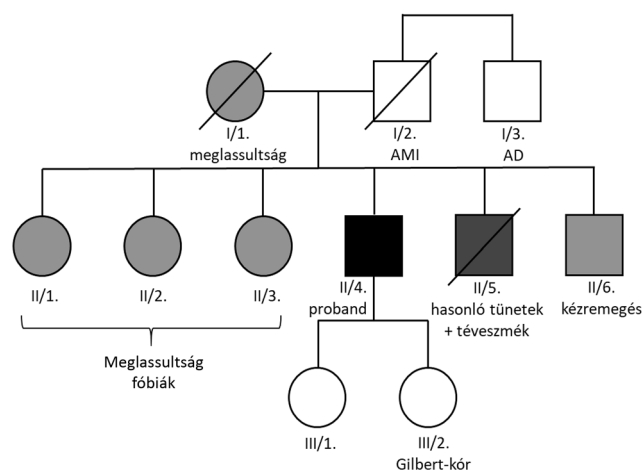 I/1.
meglassultság
I/2.
AMI
I/3.
AD
II/1.
II/2.
II/3.
Meglassultság
fóbiák
II/4.
proband
II/5.
hasonló tünetek
+ téveszmék
II/6.
kézremegés
III/1.
III/2.
Gilbert-kór